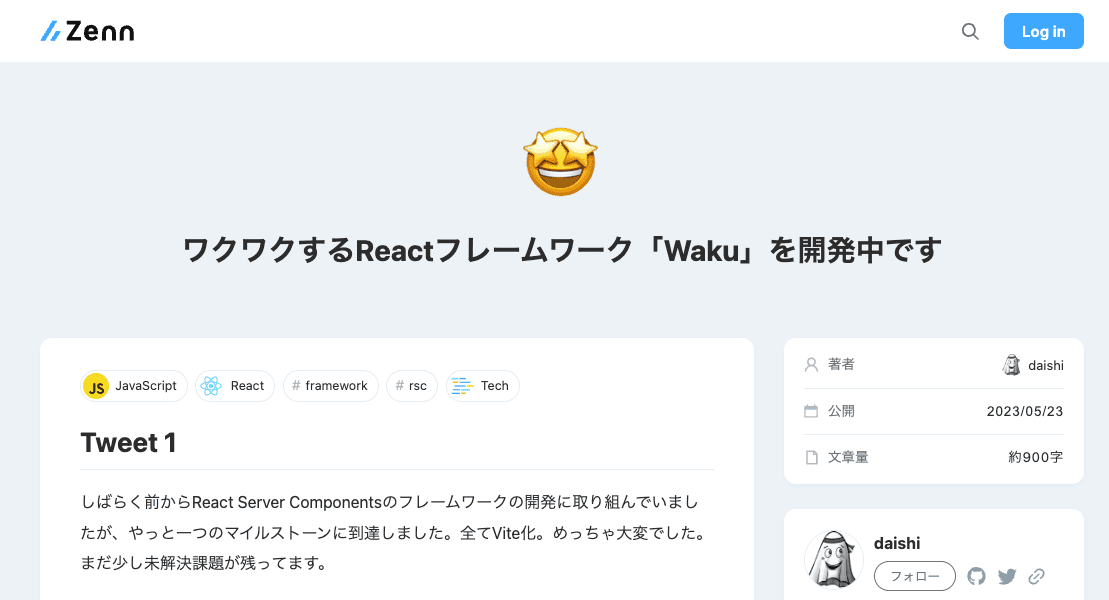 Zenn
Log in
ワクワクするReactフレームワーク「Waku」を開発中です
JS JavaScript React # framework # rsc Tech
Tweet 1
しばらく前からReact Server Componentsのフレームワークの開発に取り組んでいまし
たが、やっと一つのマイルストーンに到達しました。全てVite化。めっちゃ大変でした。
まだ少し未解決課題が残ってます。
著者 daishi
公開 2023/05/23
文章量 約900字
daishi
フォロー